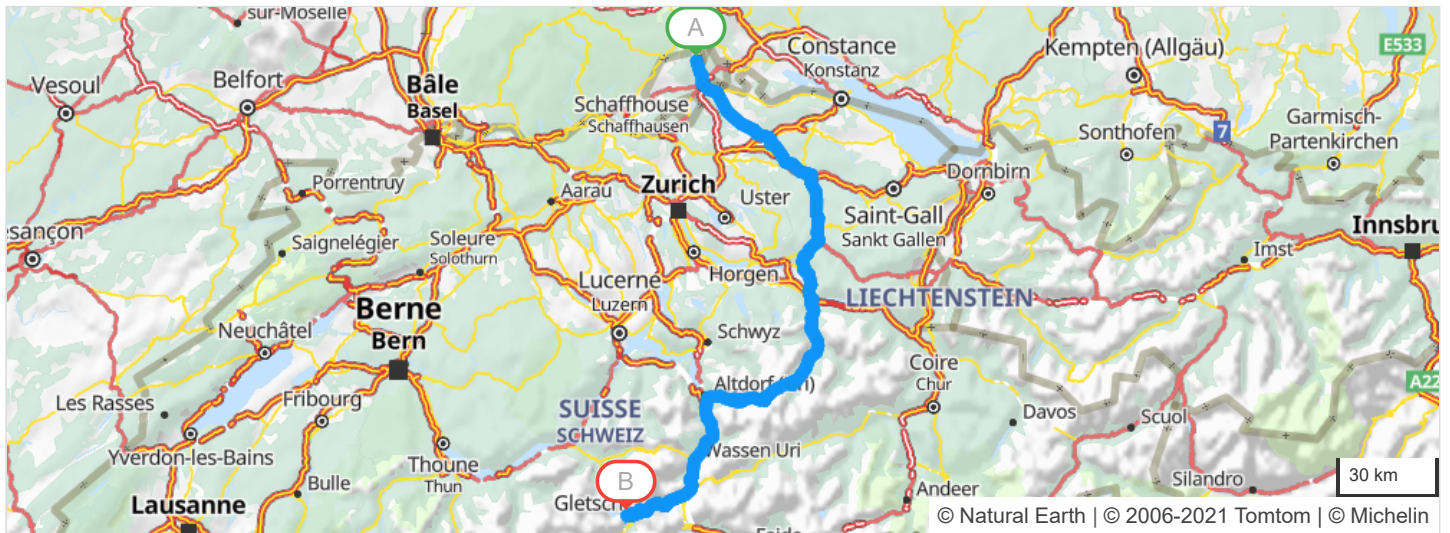 sur-Moselle
A
Constance
Konstanz
Kempten (Allgäu)
E533
Vesoul
Belfort
Bâle
Basel
Schaffhouse
Schaffhausen
Garmisch-
Partenkirchen
Sonthofen
7
Porrentruy
Aarau
Zurich
Uster
Dornbirn
Saint-Gall
Sankt Gallen
Innsbru
esançon
Saignelégier
Soleure
Solothurn
Imst
Lucerne
Luzern
Horgen
LIECHTENSTEIN
Berne
Bern
Neuchâtel
Schwyz
Coire
Chur
Altdorf (Uri)
A22
Les Rasses
Fribourg
SUISSE
SCHWEIZ
Davos
Scuol
Yverdon-les-Bains
Thoune
Thun
Wassen Uri
Bulle
B
Gletsch
Andeer
Silandro
30 km
Lausanne
© Natural Earth | © 2006-2021 Tomtom | © Michelin